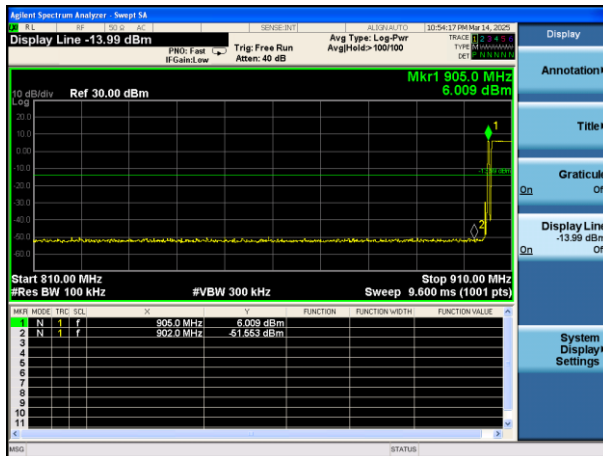 Agilent Spectrum Analyzer - Swept SA
RL RF 50 Ω AC SENSE:INT ALIGNAUTO 10:54:17 PM Mar 14, 2025
Display Line -13.99 dBm
PNO: Fast
IFGain:Low
Trig: Free Run
Atten: 40 dB
Avg Type: Log-Pwr
Avg|Hold:>100/100
TRACE 1 2 3 4 5 6
TYPE M
DET P N N N N N
Mkr1 905.0 MHz
6.009 dBm
10 dB/div Ref 30.00 dBm
Log
20.0
10.0
0.00
-10.0
-20.0
-30.0
-40.0
-50.0
-60.0
1
2
Start 810.00 MHz Stop 910.00 MHz
#Res BW 100 kHz #VBW 300 kHz Sweep 9.600 ms (1001 pts)
MKR MODE TRC SCL X Y FUNCTION FUNCTION WIDTH FUNCTION VALUE
1 N 1 f 905.0 MHz 6.009 dBm
2 N 1 f 902.0 MHz -51.553 dBm
3
4
5
6
7
8
9
10
11
MSG STATUS
Display
Annotation
Title
Graticule
On Of
Display Line
-13.99 dBm
On Of
System
Display
Settings